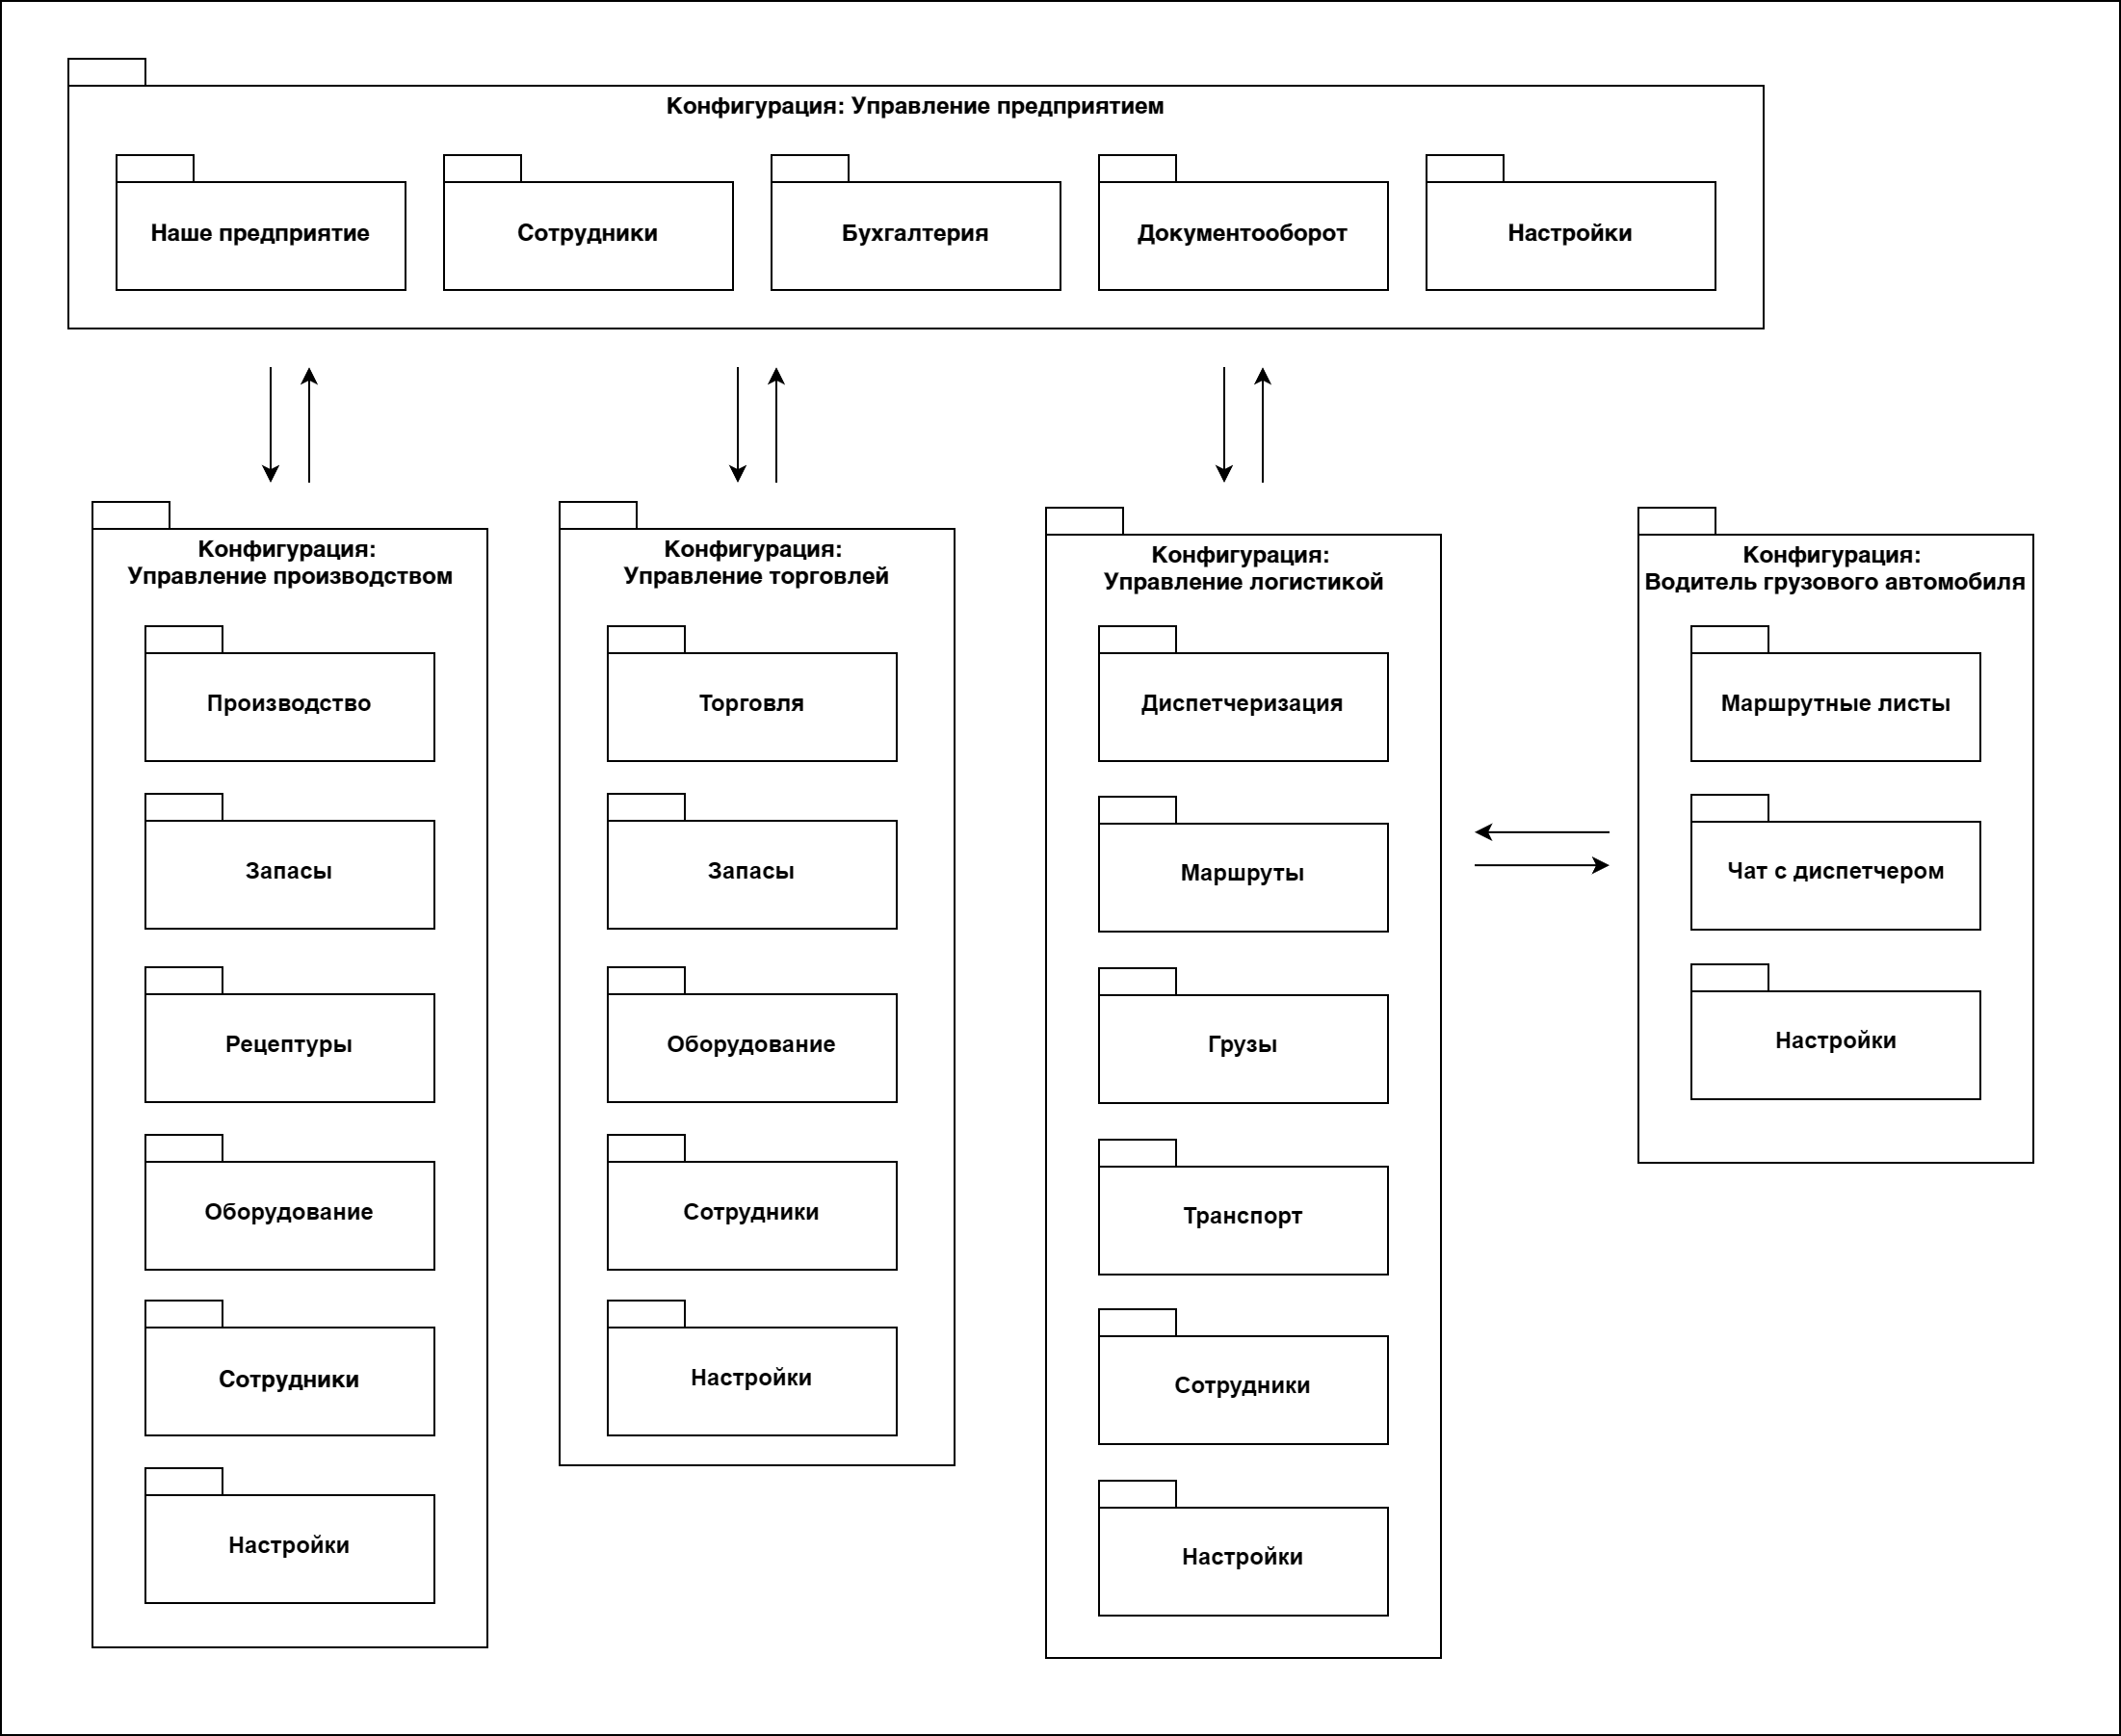 Конфигурация: Управление предприятием
Наше предприятие
Сотрудники
Бухгалтерия
Документооборот
Настройки
Конфигурация:
Управление производством
Производство
Запасы
Рецептуры
Оборудование
Сотрудники
Настройки
Конфигурация:
Управление торговлей
Торговля
Запасы
Оборудование
Сотрудники
Настройки
Конфигурация:
Управление логистикой
Диспетчеризация
Маршруты
Грузы
Транспорт
Сотрудники
Настройки
Конфигурация:
Водитель грузового автомобиля
Маршрутные листы
Чат с диспетчером
Настройки